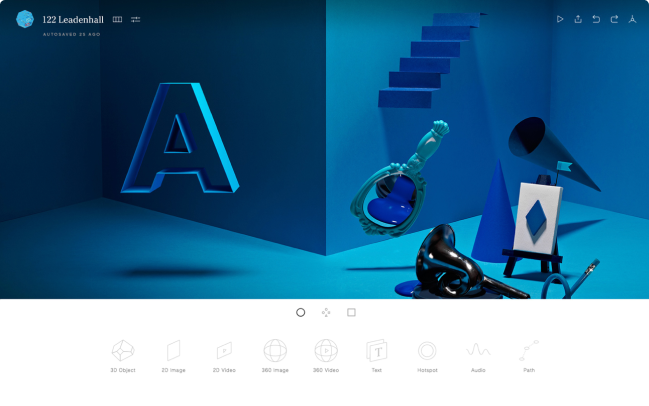 122 Leadenhall
AUTOSAVED 2S AGO
A
3D Object
2D Image
2D Video
360 Image
360 Video
Text
Hotspot
Audio
Path